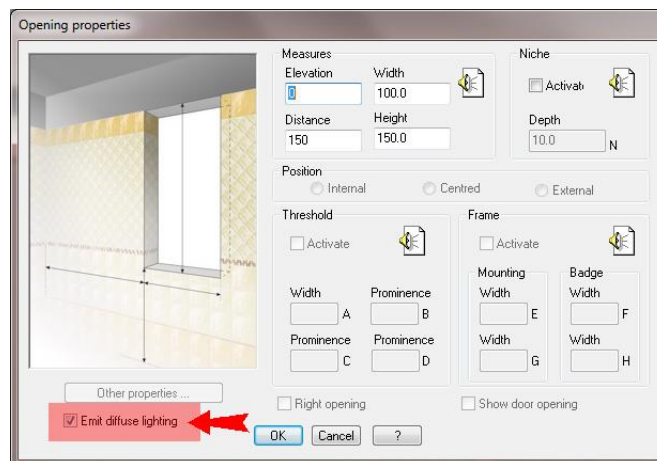 Opening properties
Measures
Elevation Width
0 100.0
Distance Height
150 150.0
Niche
Activate
Depth
10.0 N
Position
Internal Centred External
Threshold
Activate
Width Prominence
A B
Prominence Prominence
C D
Frame
Activate
Mounting Badge
Width Width
E F
Width Width
G H
Other properties ...
Emit diffuse lighting
Right opening Show door opening
OK Cancel ?